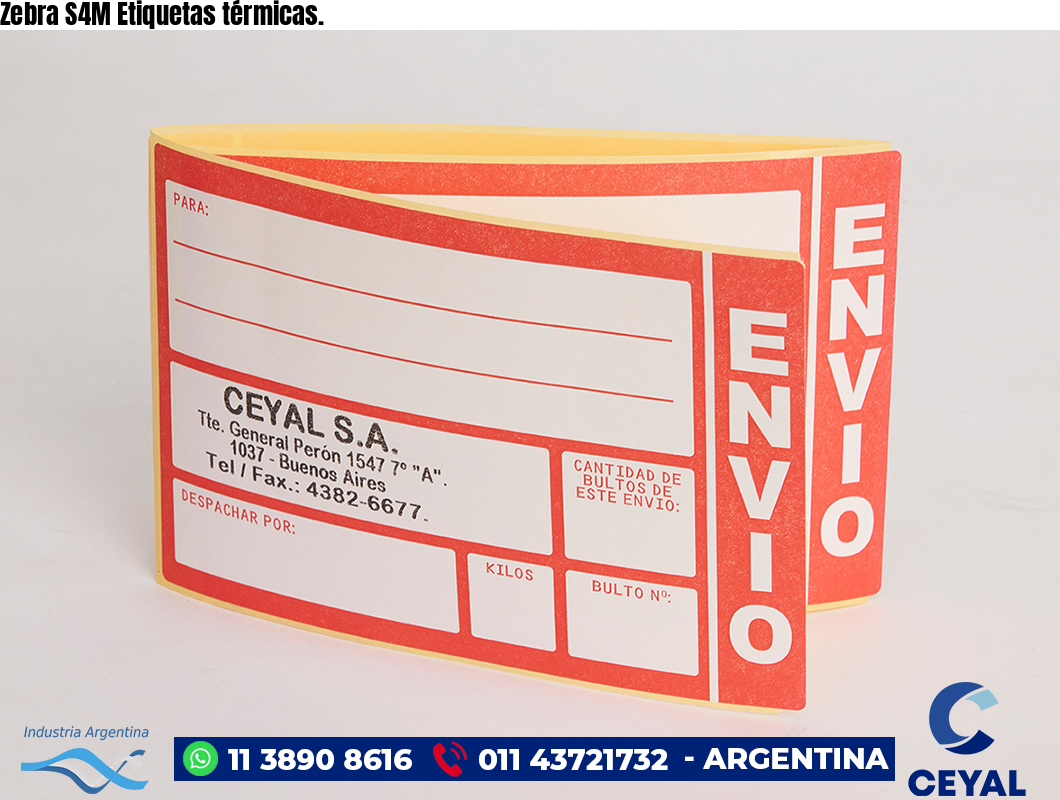 Zebra S4M Etiquetas térmicas.
PARA:
CEYAL S.A.
Tte. General Perón 1547 7º "A".
1037 - Buenos Aires
Tel / Fax.: 4382-6677.
DESPACHAR POR:
KILOS
CANTIDAD DE
BULTOS DE
ESTE ENVIO:
BULTO Nº:
ENVIO
ENVIO
Industria Argentina
11 3890 8616
011 43721732
- ARGENTINA
CEYAL